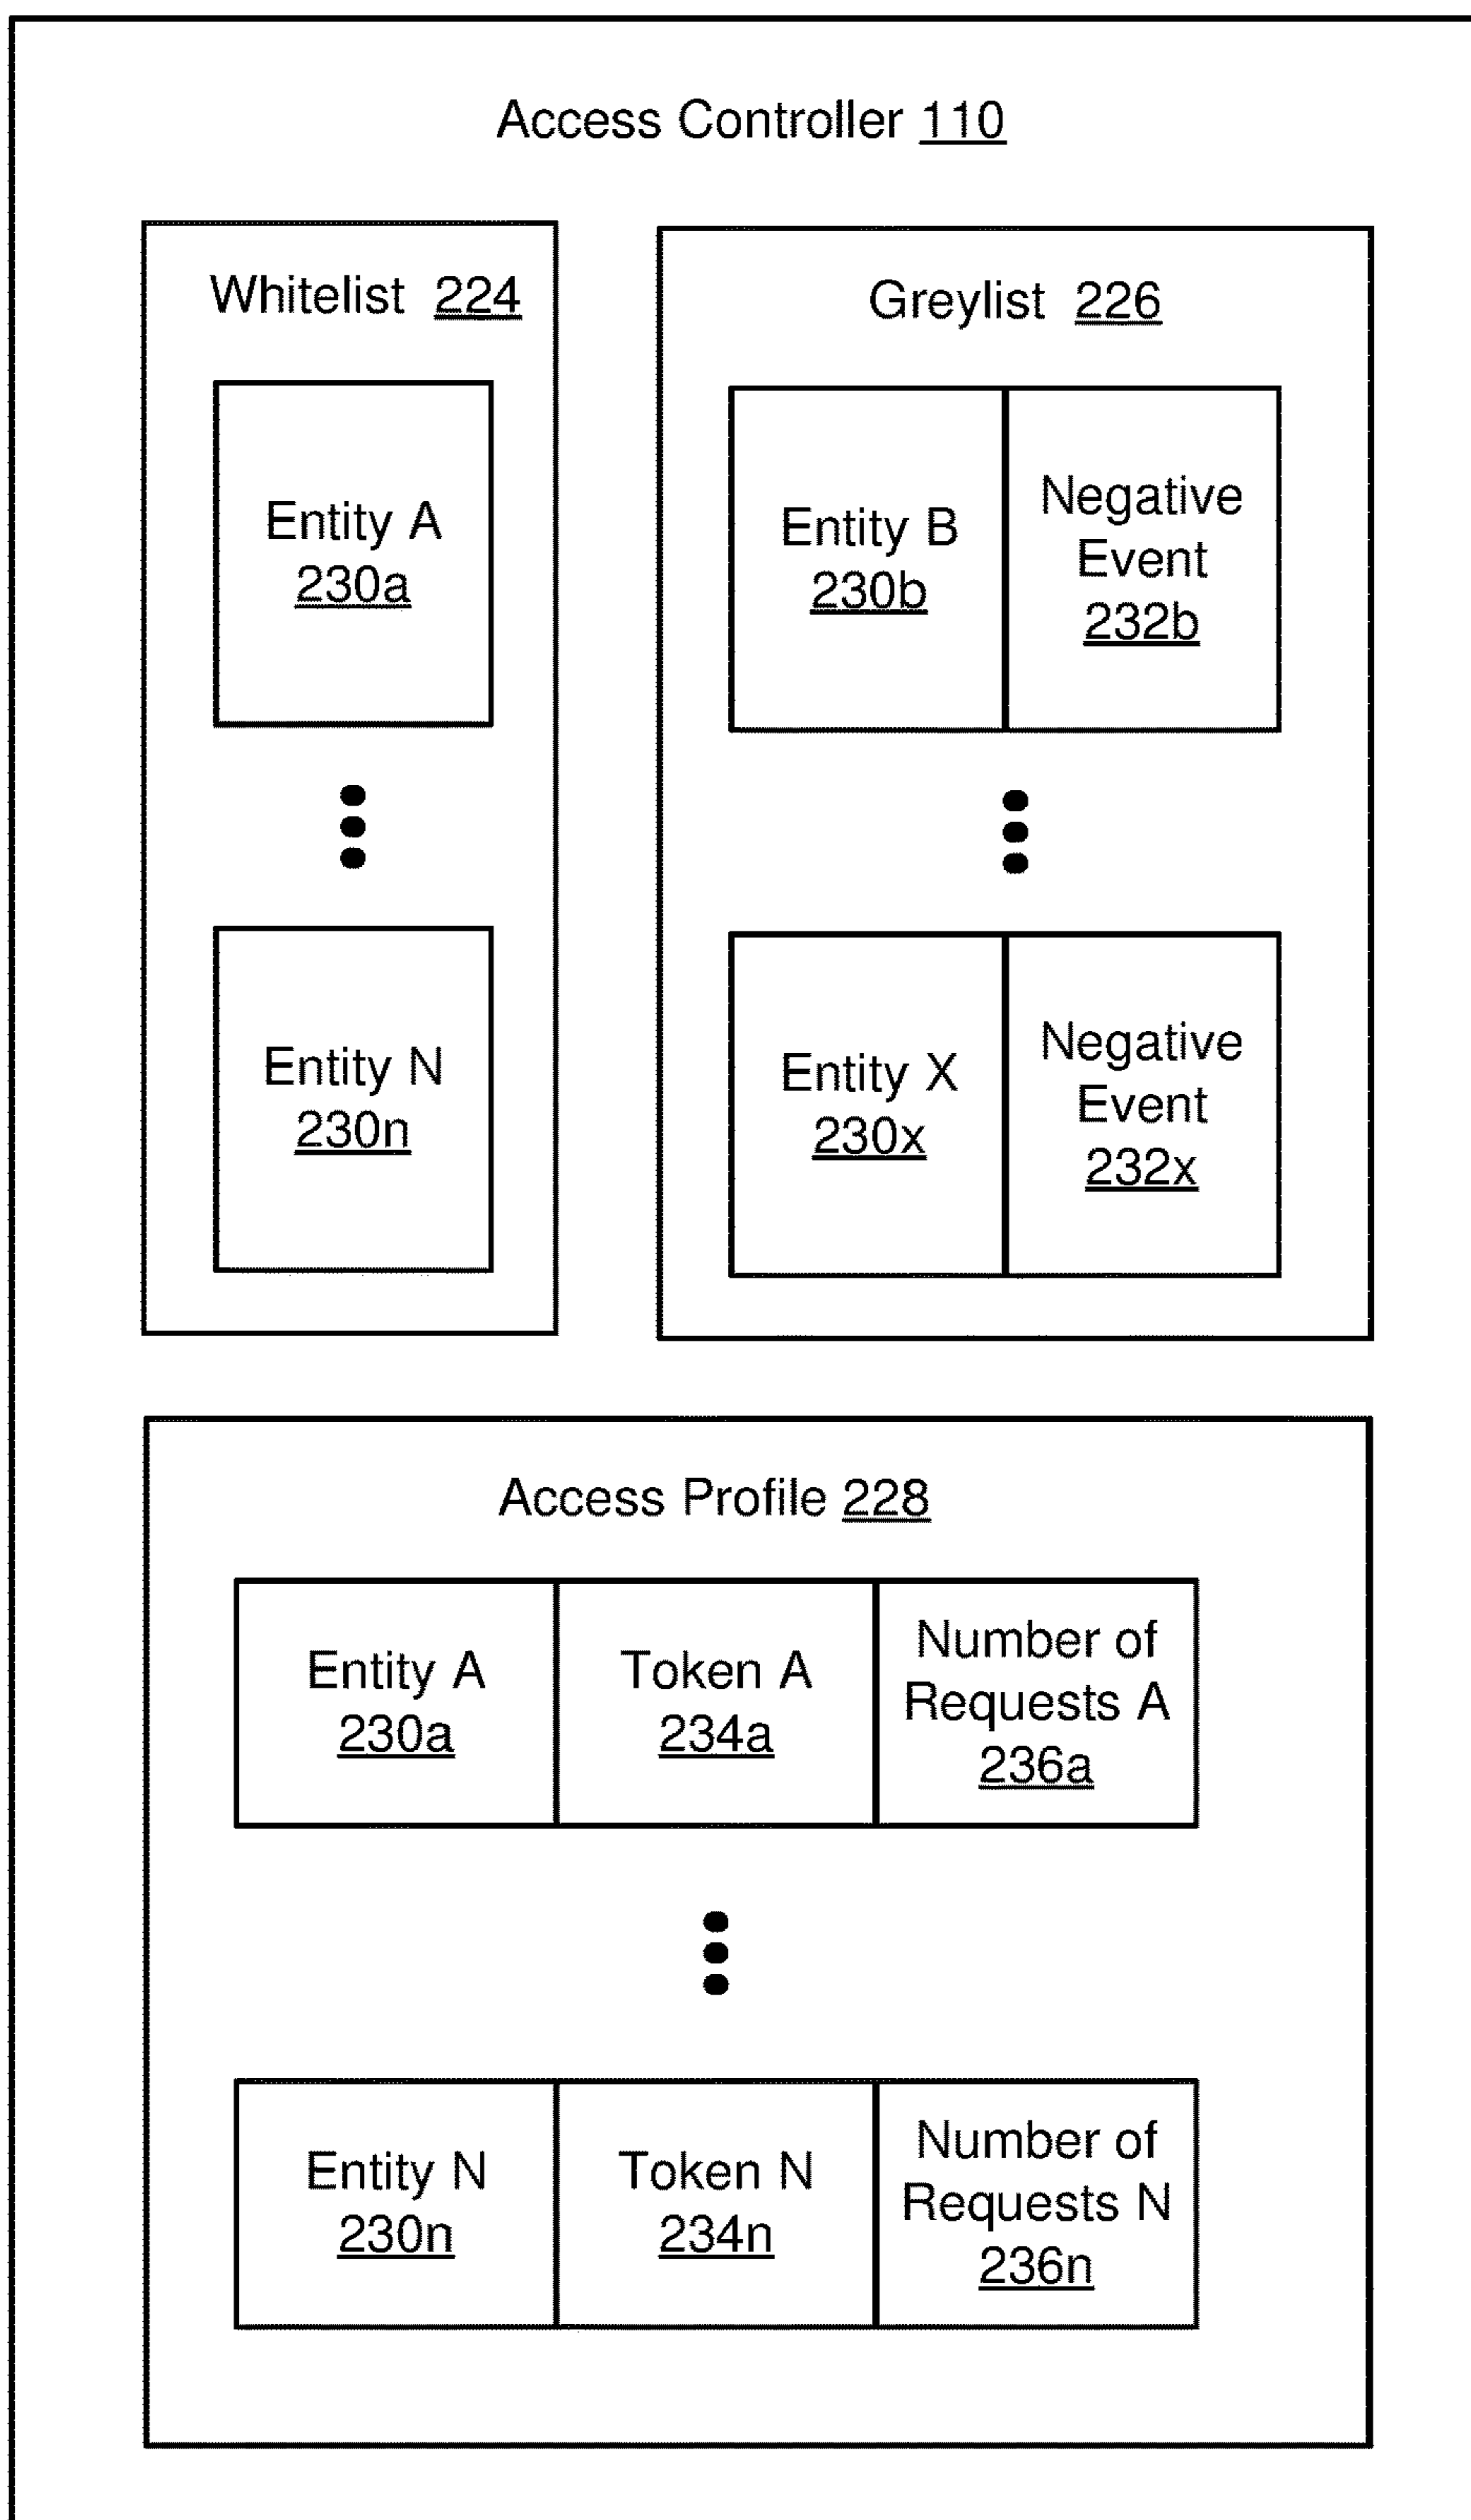 Access Controller 110
Whitelist 224
Entity A
230a
Entity N
230n
Greylist 226
Entity B
230b
Negative
Event
232b
Entity X
230x
Negative
Event
232x
Access Profile 228
Entity A
230a
Token A
234a
Number of
Requests A
236a
Entity N
230n
Token N
234n
Number of
Requests N
236n